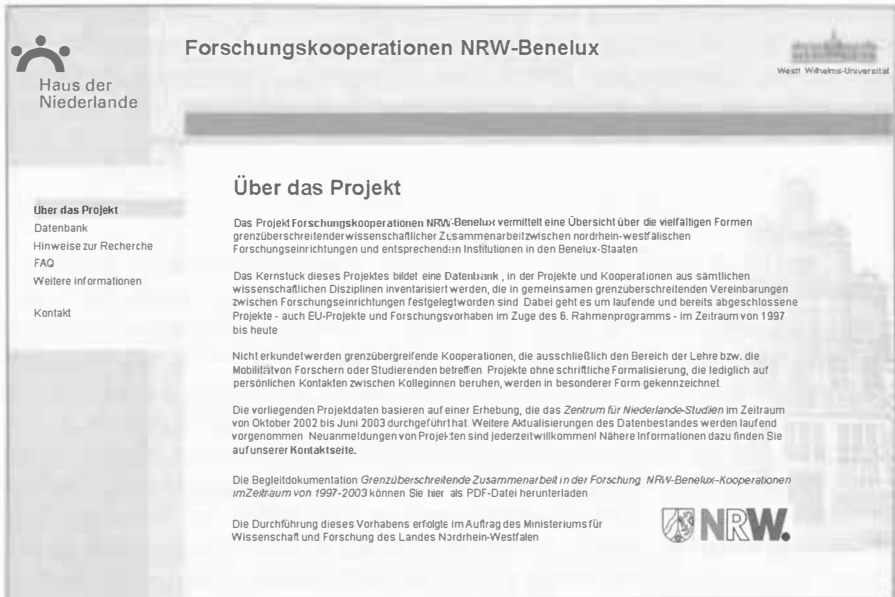 Forschungskooperationen NRW-Benelux
Haus der
Niederlande
Westf Wilhelms-Universität
Über das Projekt
Datenbank
Hinweise zur Recherche
FAQ
Weitere informationen
Kontakt
Über das Projekt
Das Projekt Forschungskooperationen NRW-Benelux vermittelt eine Übersicht über die vielfältigen Formen
grenzüberschreitender wissenschaftlicher Zusammenarbeit zwischen nordrhein-westfälischen
Forschungseinrichtungen und entsprechenden Institutionen in den Benelux-Staaten
Das Kernstuck dieses Projektes bildet eine Datenbank, in der Projekte und Kooperationen aus sämtlichen
wissenschaftlichen Disziplinen inventarisiert werden, die in gemeinsamen grenzüberschreitenden Vereinbarungen
zwischen Forschungseinrichtungen festgelegt worden sind Dabei geht es um laufende und bereits abgeschlossene
Projekte - auch EU-Projekte und Forschungsvorhaben im Zuge des 6. Rahmenprogramms - im Zeitraum von 1997
bis heute
Nicht erkundet werden grenzübergreifende Kooperationen, die ausschließlich den Bereich der Lehre bzw. die
Mobilität von Forschern oder Studierenden betreffen Projekte ohne schriftliche Formalisierung, die lediglich auf
persönlichen Kontakten zwischen Kolleginnen beruhen, werden in besonderer Form gekennzeichnet
Die vorliegenden Projektdaten basieren auf einer Erhebung, die das Zentrum für Niederlande-Studien im Zeitraum
von Oktober 2002 bis Juni 2003 durchgeführt hat. Weitere Aktualisierungen des Datenbestandes werden laufend
vorgenommen Neuanmeldungen von Projekten sind jederzeit willkommen! Nähere Informationen dazu finden Sie
auf unserer Kontaktseite.
Die Begleitdokumentation Grenzüberschreitende Zusammenarbeit in der Forschung NRW-Benelux-Kooperationen
im Zeitraum von 1997-2003 können Sie hier als PDF-Datei herunterladen
Die Durchführung dieses Vorhabens erfolgte im Auftrag des Ministeriums für
Wissenschaft und Forschung des Landes Nordrhein-Westfalen
NRW.